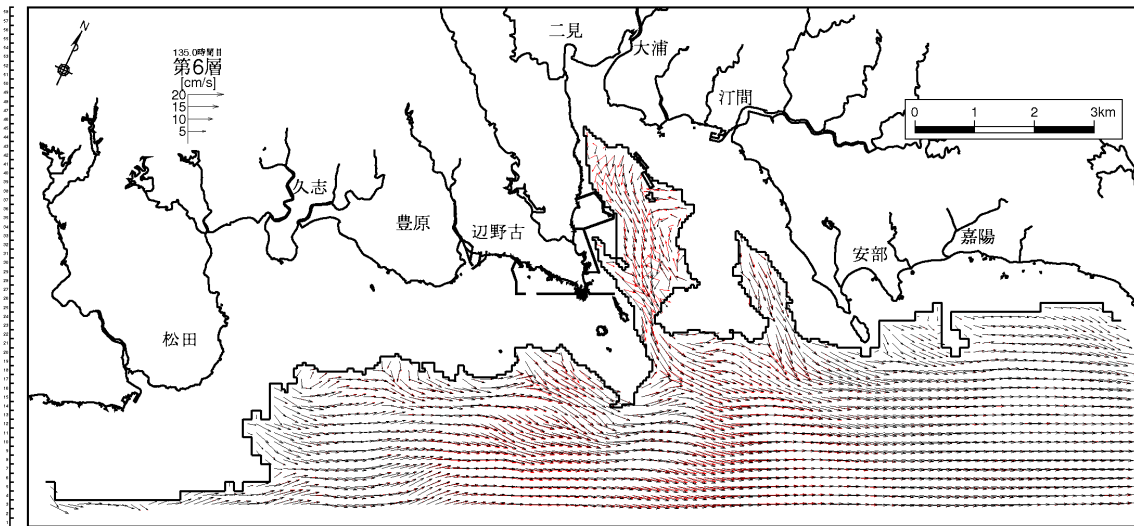 N
135.0時間目
第6層
[cm/s]
20
15
10
5
二見
大浦
汀間
0 1 2 3km
久志
豊原
辺野古
安部
嘉陽
松田